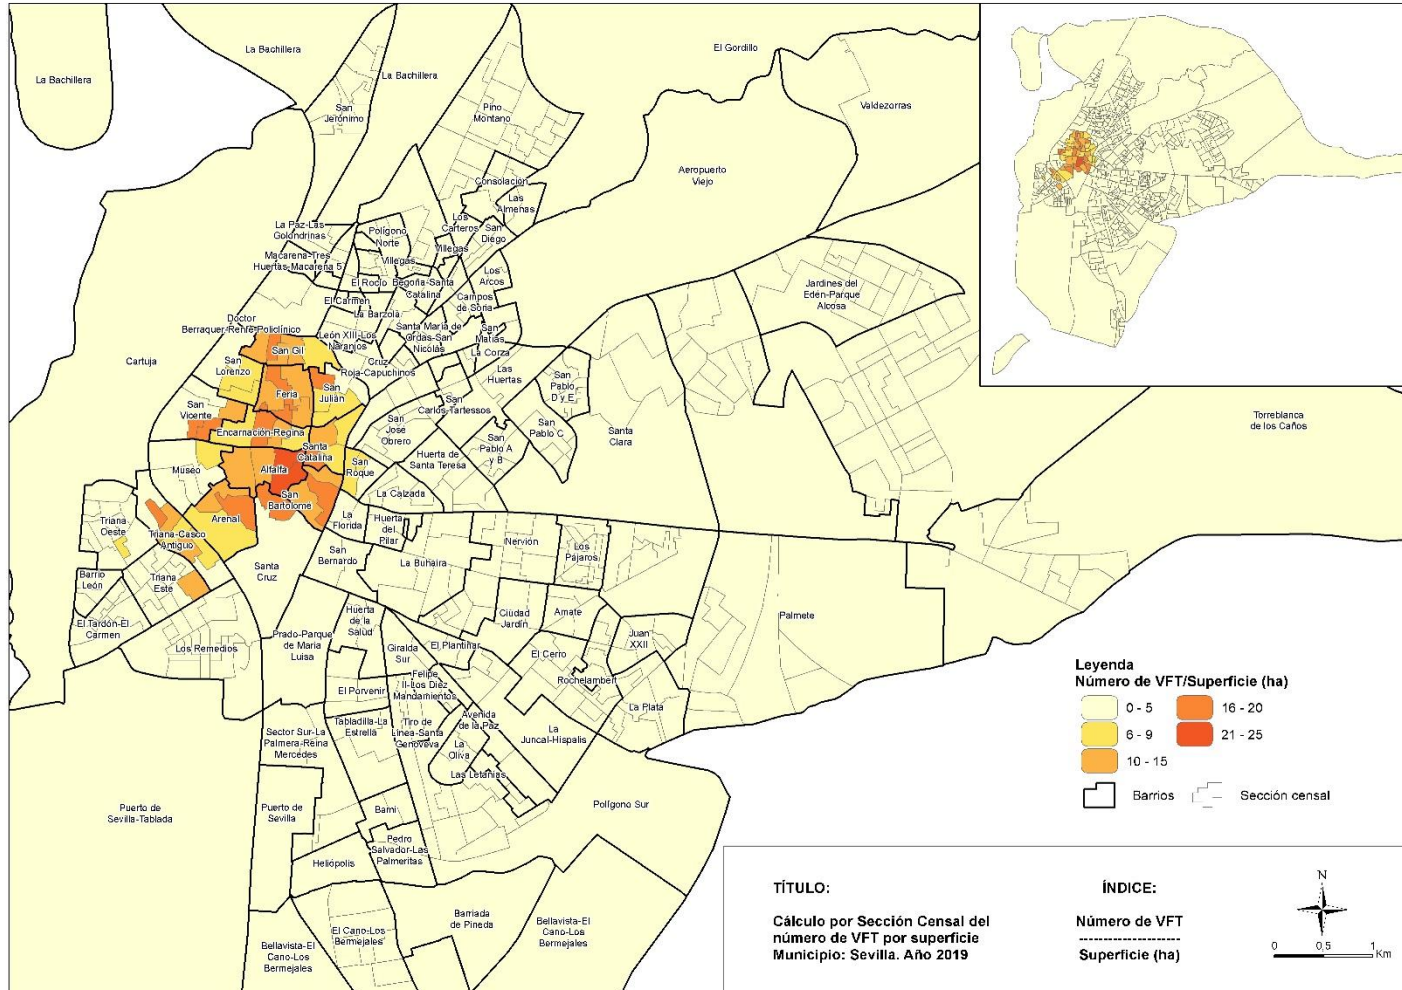 La Bachillera
La Bachillera
La Bachillera
El Gordillo
San
Jerónimo
Pino
Montano
Valdezorras
Aeropuerto
Viejo
Consolación
Las
Almenas
Los
Carteros
San
Diego
La Paz-Las
Golondrinas
Polígono
Norte
Villegas
Villegas
Macarena-Tres
Huertas-Macarena 5
El Rocío
Begoña-Santa
Catalina
Los
Arcos
Campos
de Soria
El Carmen
La Barzola
Jardines del
Edén-Parque
Alcosa
Doctor
Berraquer-Renfe-Policlínico
León XIII-Los
Naranjos
Santa María de
Ordas-San
Nicolás
San
Matías
La Corza
Cartuja
San Gil
San
Lorenzo
Cruz
Roja-Capuchinos
Las
Huertas
San
Pablo
D y E
Feria
San
Julián
San
Vicente
San
Carlos-Tartessos
San
José
Obrero
San
Pablo C
Santa
Clara
Torreblanca
de los Caños
Encarnación-Regina
Santa
Catalina
San
Pablo A
y B
Huerta de
Santa Teresa
Museo
Alfalfa
San
Roque
La Calzada
San
Bartolomé
Arenal
Triana
Oeste
Triana-Casco
Antiguo
La
Florida
Huerta
del
Pilar
Nervión
Los
Pájaros
Santa
Cruz
San
Bernardo
La Buhaira
Barrio
León
Triana
Este
El Tardón-El
Carmen
Los Remedios
Huerta
de la
Salud
Ciudad
Jardín
Amate
Palmete
Prado-Parque
de María
Luisa
Giralda
Sur
El Plantinar
Juan
XXII
El Cerro
Rochelambert
El Porvenir
Felipe
II-Los Diez
Mandamientos
La Plata
Sector Sur-La
Palmera-Reina
Mercedes
Tabladilla-La
Estrella
Tiro de
Línea-Santa
Genoveva
Avenida
de la Paz
La
Oliva
La
Juncal-Hispalis
Las Letanías
Puerto de
Sevilla-Tablada
Puerto de
Sevilla
Bami
Polígono Sur
Pedro
Salvador-Las
Palmeritas
Heliópolis
Barriada
de Pineda
Bellavista-El
Cano-Los
Bermejales
El Cano-Los
Bermejales
Bellavista-El
Cano-Los
Bermejales
Leyenda
Número de VFT/Superficie (ha)
0 - 5
16 - 20
6 - 9
21 - 25
10 - 15
Barrios
Sección censal
TÍTULO:
Cálculo por Sección Censal del
número de VFT por superficie
Municipio: Sevilla. Año 2019
ÍNDICE:
Número de VFT
--------------
Superficie (ha)
N
0 0,5 1
Km